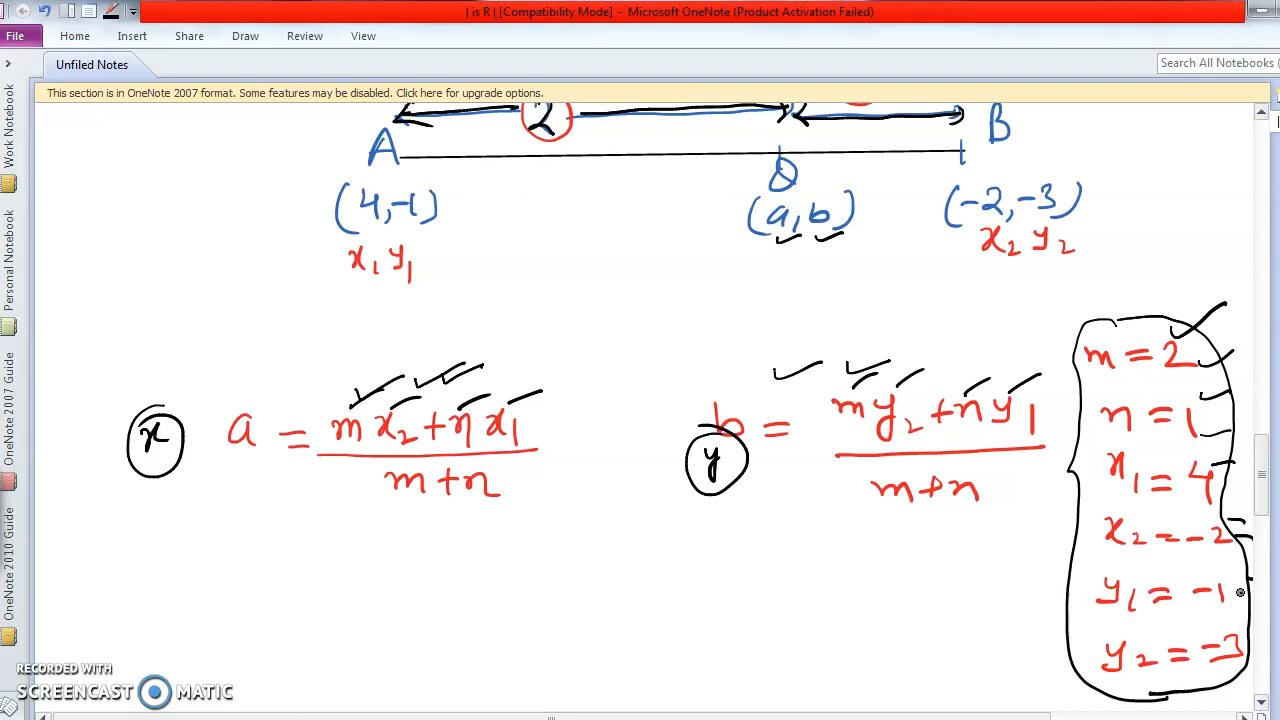 | is R | [Compatibility Mode] - Microsoft OneNote (Product Activation Failed)
File Home Insert Share Draw Review View
Unfiled Notes
Search All Notebooks (
This section is in OneNote 2007 format. Some features may be disabled. Click here for upgrade options.
Work Notebook
Personal Notebook
OneNote 2007 Guide
OneNote 2010 Guide
2
A B
Q
(4,-1) (a,b) (-2,-3)
x₁ y₁ x₂ y₂
x a = (mx₂+nx₁)/(m+n)
y b = (my₂+ny₁)/(m+n)
m = 2
n = 1
x₁ = 4
x₂ = -2
y₁ = -1
y₂ = -3
RECORDED WITH
SCREENCAST MATIC